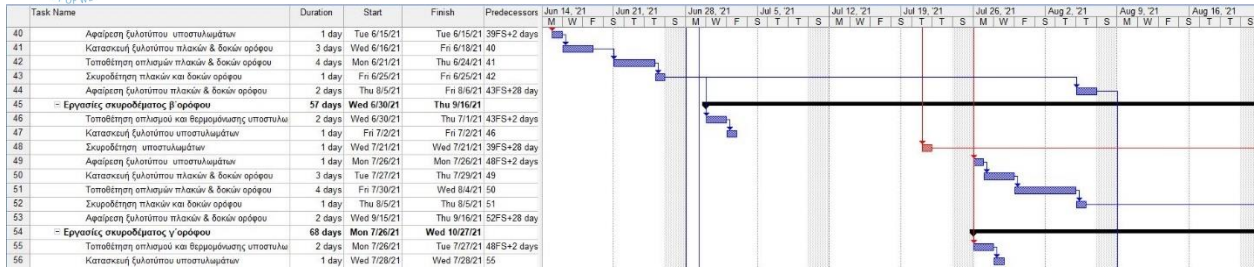 Task Name Duration Start Finish Predecessors Jun 14, '21 Jun 21, '21 Jun 28, '21 Jul 5, '21 Jul 12, '21 Jul 19, '21 Jul 26, '21 Aug 2, '21 Aug 9, '21 Aug 16, '21
M W F S T T S M W F S T T S M W F S T T S M W F S T T S M W F S T T S
40 Αφαίρεση ξυλοτύπου υποστυλωμάτων 1 day Tue 6/15/21 Tue 6/15/21 39FS+2 days
41 Κατασκευή ξυλοτύπου πλακών & δοκών ορόφου 3 days Wed 6/16/21 Fri 6/18/21 40
42 Τοποθέτηση οπλισμού πλακών & δοκών ορόφου 4 days Mon 6/21/21 Thu 6/24/21 41
43 Σκυροδέτηση πλακών και δοκών ορόφου 1 day Fri 6/25/21 Fri 6/25/21 42
44 Αφαίρεση ξυλοτύπου πλακών & δοκών ορόφου 2 days Thu 8/5/21 Fri 8/6/21 43FS+28 day
45 Εργασίες σκυροδέματος β΄ορόφου 57 days Wed 6/30/21 Thu 9/16/21
46 Τοποθέτηση οπλισμού και θερμομόνωσης υποστυλω 2 days Wed 6/30/21 Thu 7/1/21 43FS+2 days
47 Κατασκευή ξυλοτύπου υποστυλωμάτων 1 day Fri 7/2/21 Fri 7/2/21 46
48 Σκυροδέτηση υποστυλωμάτων 1 day Wed 7/21/21 Wed 7/21/21 39FS+28 day
49 Αφαίρεση ξυλοτύπου υποστυλωμάτων 1 day Mon 7/26/21 Mon 7/26/21 48FS+2 days
50 Κατασκευή ξυλοτύπου πλακών & δοκών ορόφου 3 days Tue 7/27/21 Thu 7/29/21 49
51 Τοποθέτηση οπλισμού πλακών & δοκών ορόφου 4 days Fri 7/30/21 Wed 8/4/21 50
52 Σκυροδέτηση πλακών και δοκών ορόφου 1 day Thu 8/5/21 Thu 8/5/21 51
53 Αφαίρεση ξυλοτύπου πλακών & δοκών ορόφου 2 days Wed 9/15/21 Thu 9/16/21 52FS+28 day
54 Εργασίες σκυροδέματος γ΄ορόφου 68 days Mon 7/26/21 Wed 10/27/21
55 Τοποθέτηση οπλισμού και θερμομόνωσης υποστυλω 2 days Mon 7/26/21 Tue 7/27/21 48FS+2 days
56 Κατασκευή ξυλοτύπου υποστυλωμάτων 1 day Wed 7/28/21 Wed 7/28/21 55